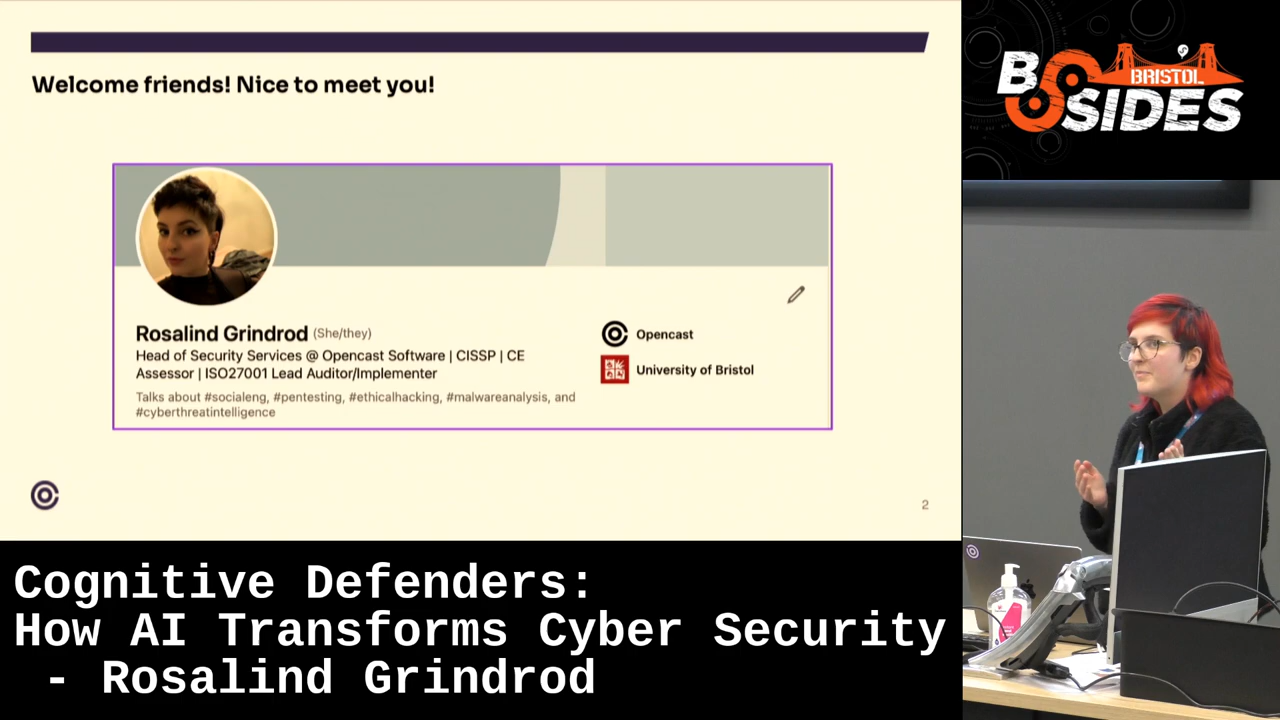 Welcome friends! Nice to meet you!
Rosalind Grindrod (She/they)
Head of Security Services @ Opencast Software | CISSP | CE
Assessor | ISO27001 Lead Auditor/Implementer
Talks about #socialeng, #pentesting, #ethicalhacking, #malwareanalysis, and
#cyberthreatintelligence
Opencast
University of Bristol
2
BSIDES
BRISTOL
Cognitive Defenders:
How AI Transforms Cyber Security
- Rosalind Grindrod